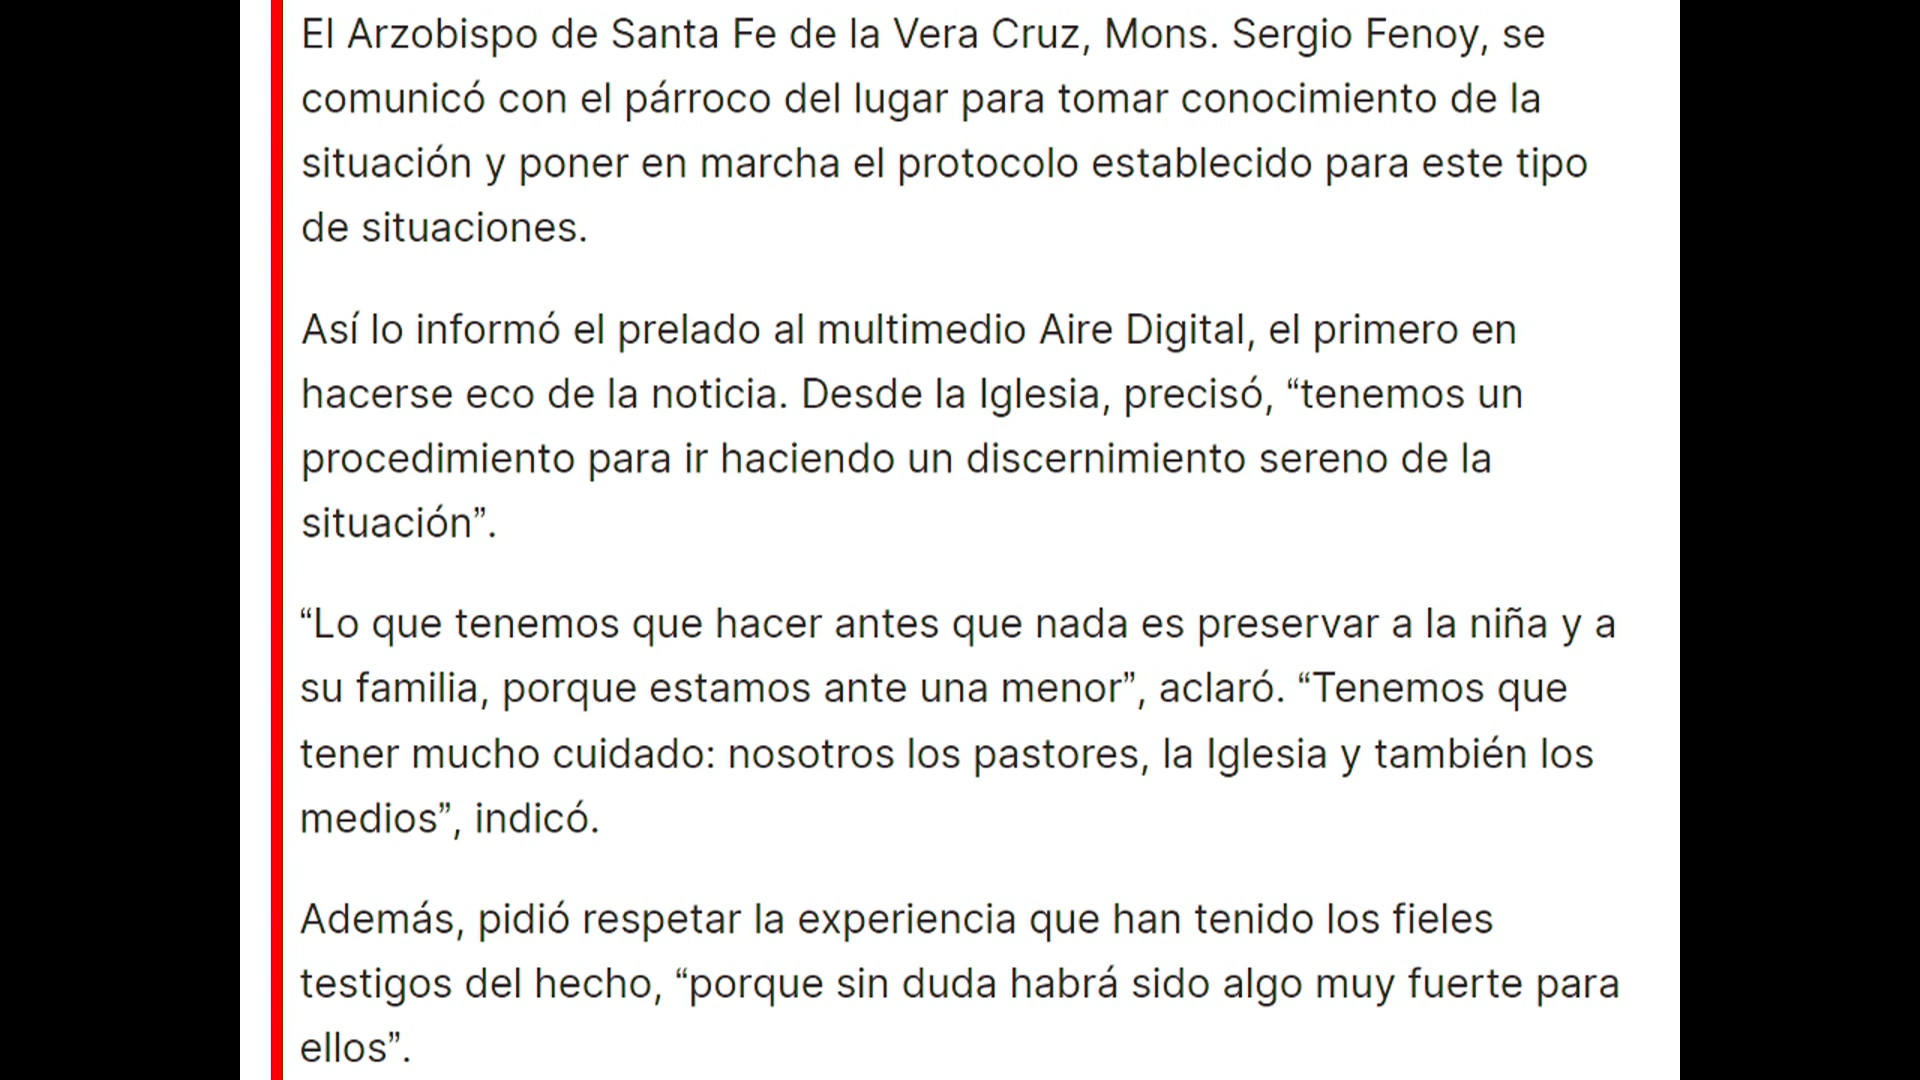 El Arzobispo de Santa Fe de la Vera Cruz, Mons. Sergio Fenoy, se
comunicó con el párroco del lugar para tomar conocimiento de la
situación y poner en marcha el protocolo establecido para este tipo
de situaciones.
Así lo informó el prelado al multimedio Aire Digital, el primero en
hacerse eco de la noticia. Desde la Iglesia, precisó, “tenemos un
procedimiento para ir haciendo un discernimiento sereno de la
situación”.
“Lo que tenemos que hacer antes que nada es preservar a la niña y a
su familia, porque estamos ante una menor”, aclaró. “Tenemos que
tener mucho cuidado: nosotros los pastores, la Iglesia y también los
medios”, indicó.
Además, pidió respetar la experiencia que han tenido los fieles
testigos del hecho, “porque sin duda habrá sido algo muy fuerte para
ellos”.